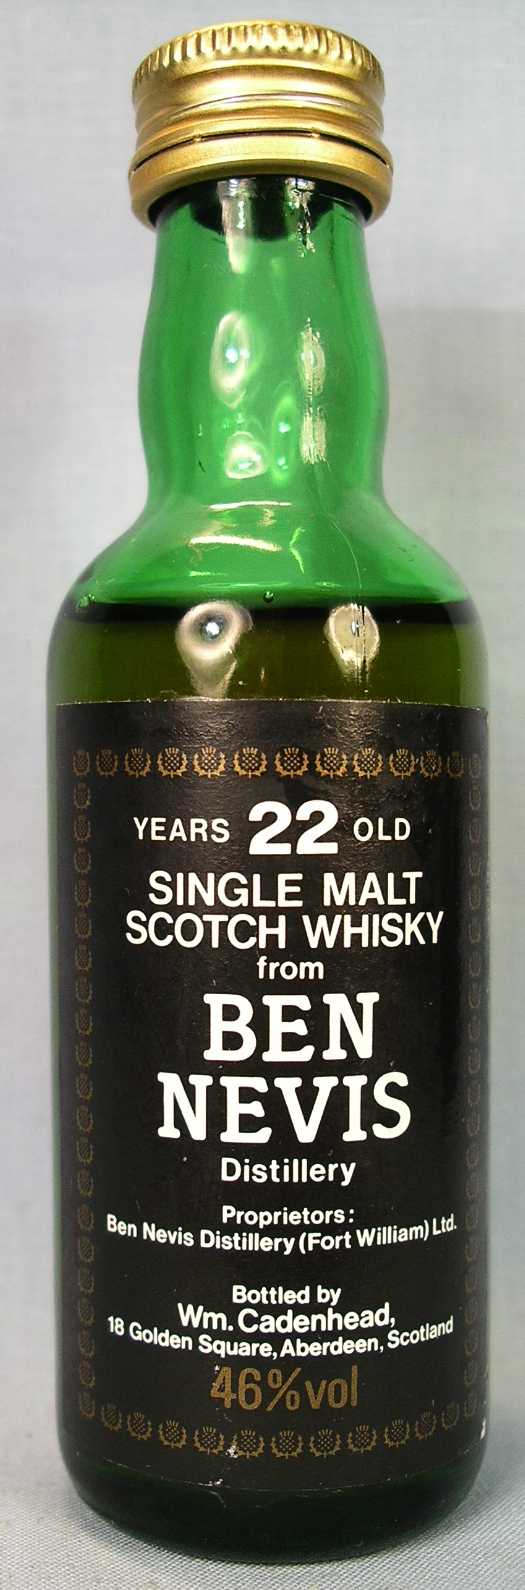 YEARS 22 OLD
SINGLE MALT
SCOTCH WHISKY
from
BEN
NEVIS
Distillery
Proprietors:
Ben Nevis Distillery (Fort William) Ltd.
Bottled by
Wm. Cadenhead,
18 Golden Square, Aberdeen, Scotland
46%vol